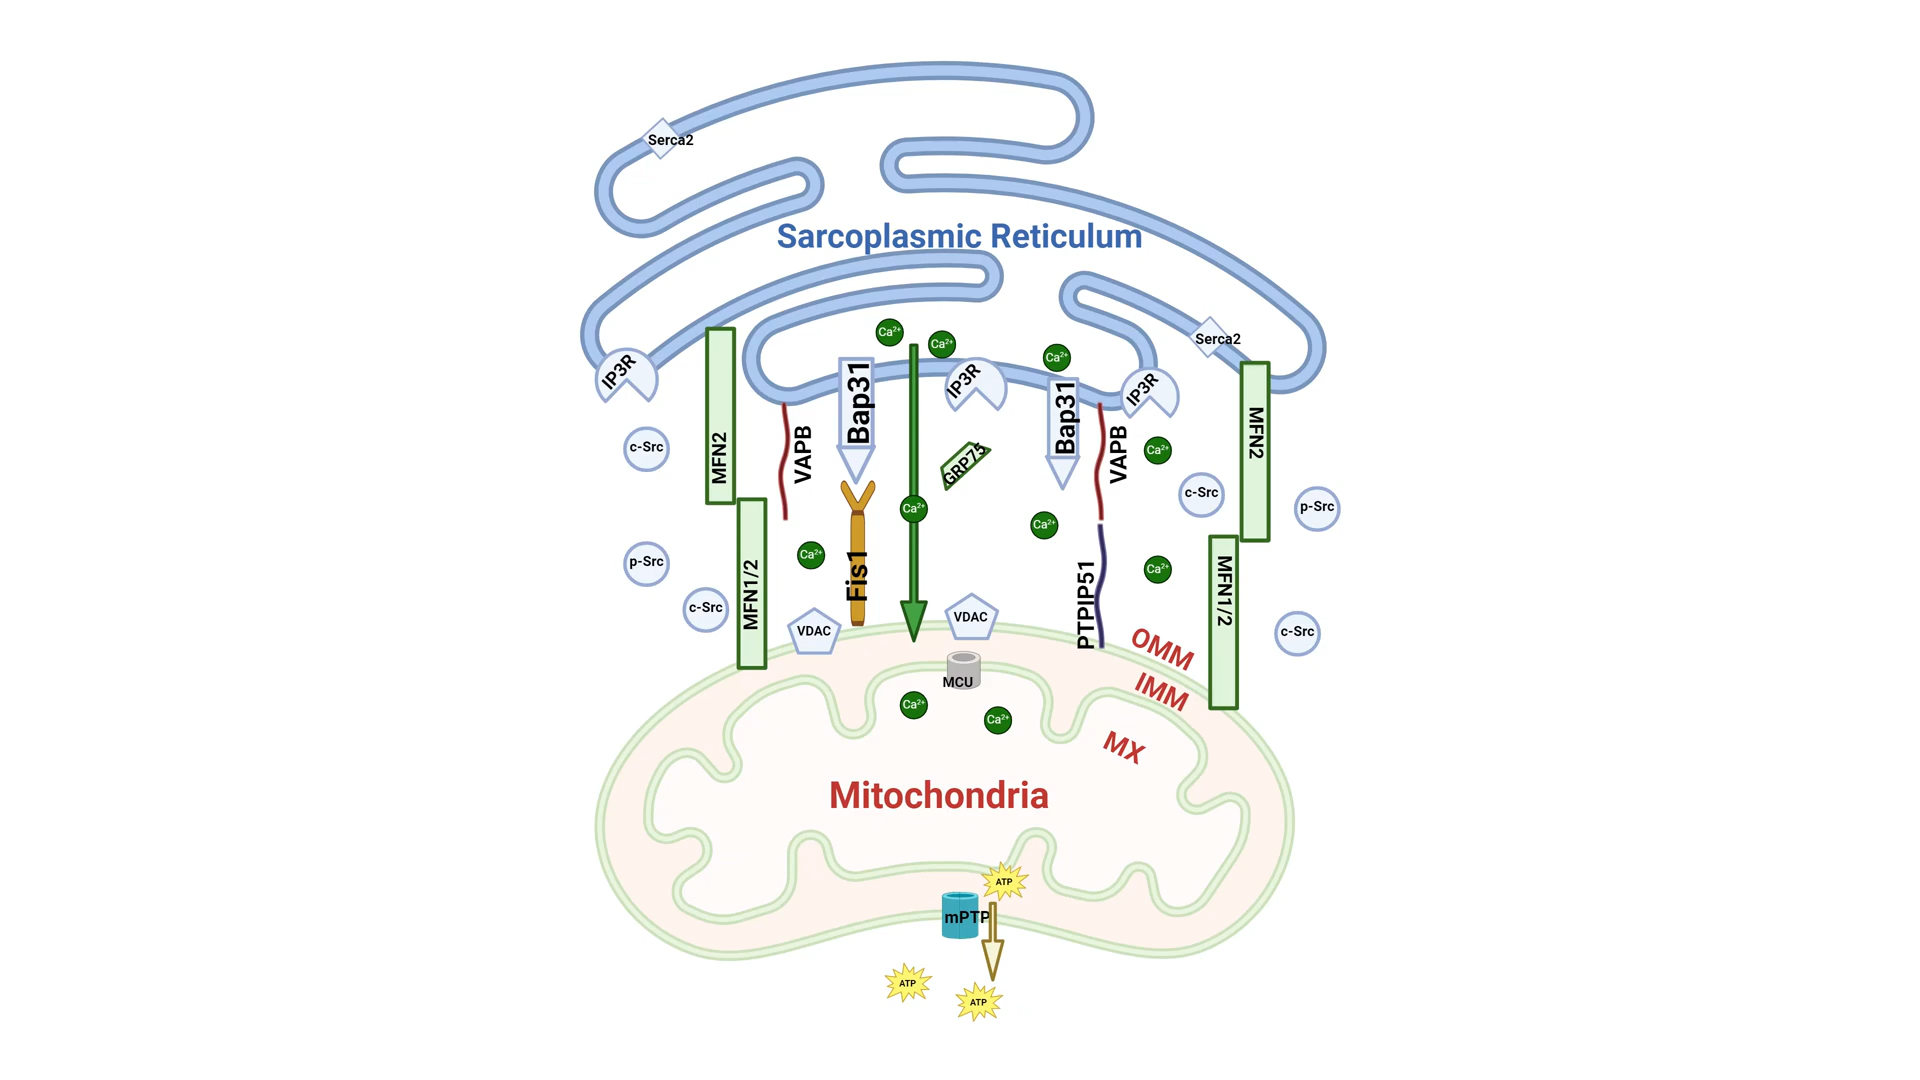 Serca2
Sarcoplasmic Reticulum
Ca²⁺
Ca²⁺
Serca2
Ca²⁺
IP3R
Bap31
IP3R
Bap31
IP3R
MFN2
MFN2
VAPB
VAPB
c-Src
Ca²⁺
GRP75
c-Src
p-Src
Ca²⁺
Ca²⁺
p-Src
Ca²⁺
Ca²⁺
Fis1
MFN1/2
PTPIP51
MFN1/2
c-Src
VDAC
VDAC
c-Src
OMM
MCU
IMM
Ca²⁺
Ca²⁺
MX
Mitochondria
ATP
mPTP
ATP
ATP